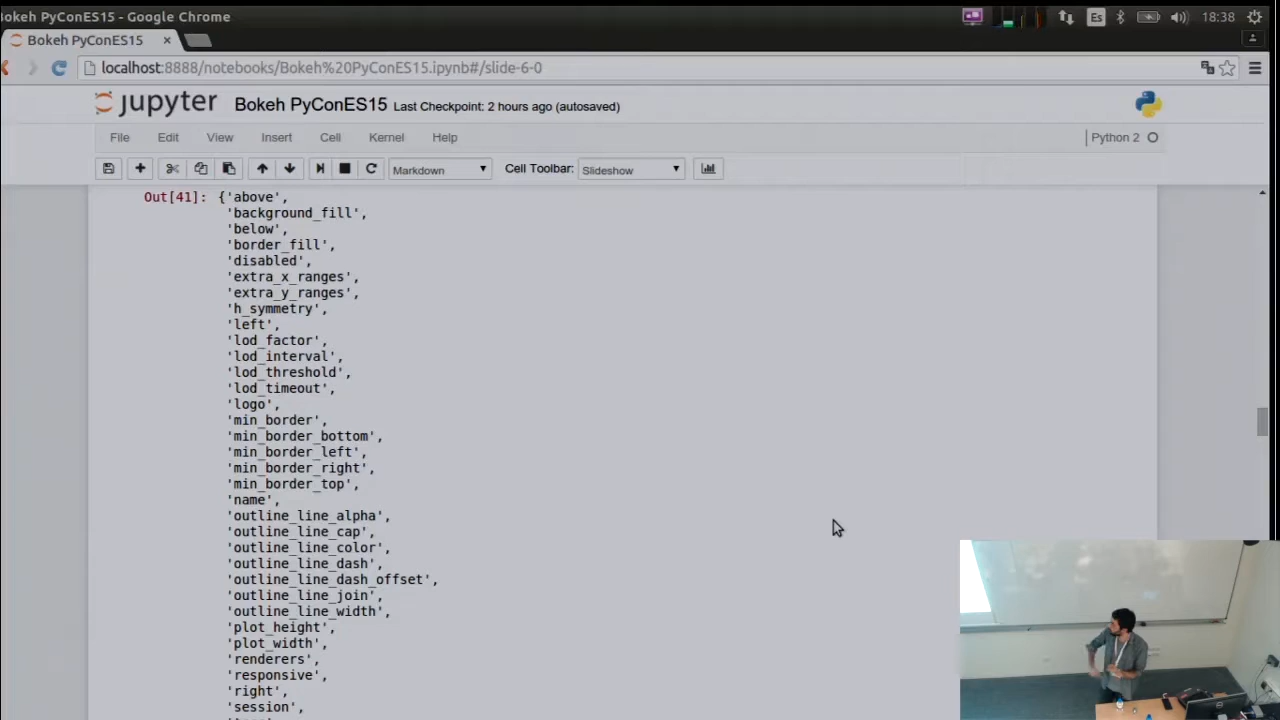 Bokeh PyConES15 - Google Chrome
Es
18:38
Bokeh PyConES15
localhost:8888/notebooks/Bokeh%20PyConES15.ipynb#/slide-6-0
jupyter Bokeh PyConES15 Last Checkpoint: 2 hours ago (autosaved)
File Edit View Insert Cell Kernel Help
Python 2
Markdown Cell Toolbar: Slideshow
Out[41]: {'above',
'background_fill',
'below',
'border_fill',
'disabled',
'extra_x_ranges',
'extra_y_ranges',
'h_symmetry',
'left',
'lod_factor',
'lod_interval',
'lod_threshold',
'lod_timeout',
'logo',
'min_border',
'min_border_bottom',
'min_border_left',
'min_border_right',
'min_border_top',
'name',
'outline_line_alpha',
'outline_line_cap',
'outline_line_color',
'outline_line_dash',
'outline_line_dash_offset',
'outline_line_join',
'outline_line_width',
'plot_height',
'plot_width',
'renderers',
'responsive',
'right',
'session',